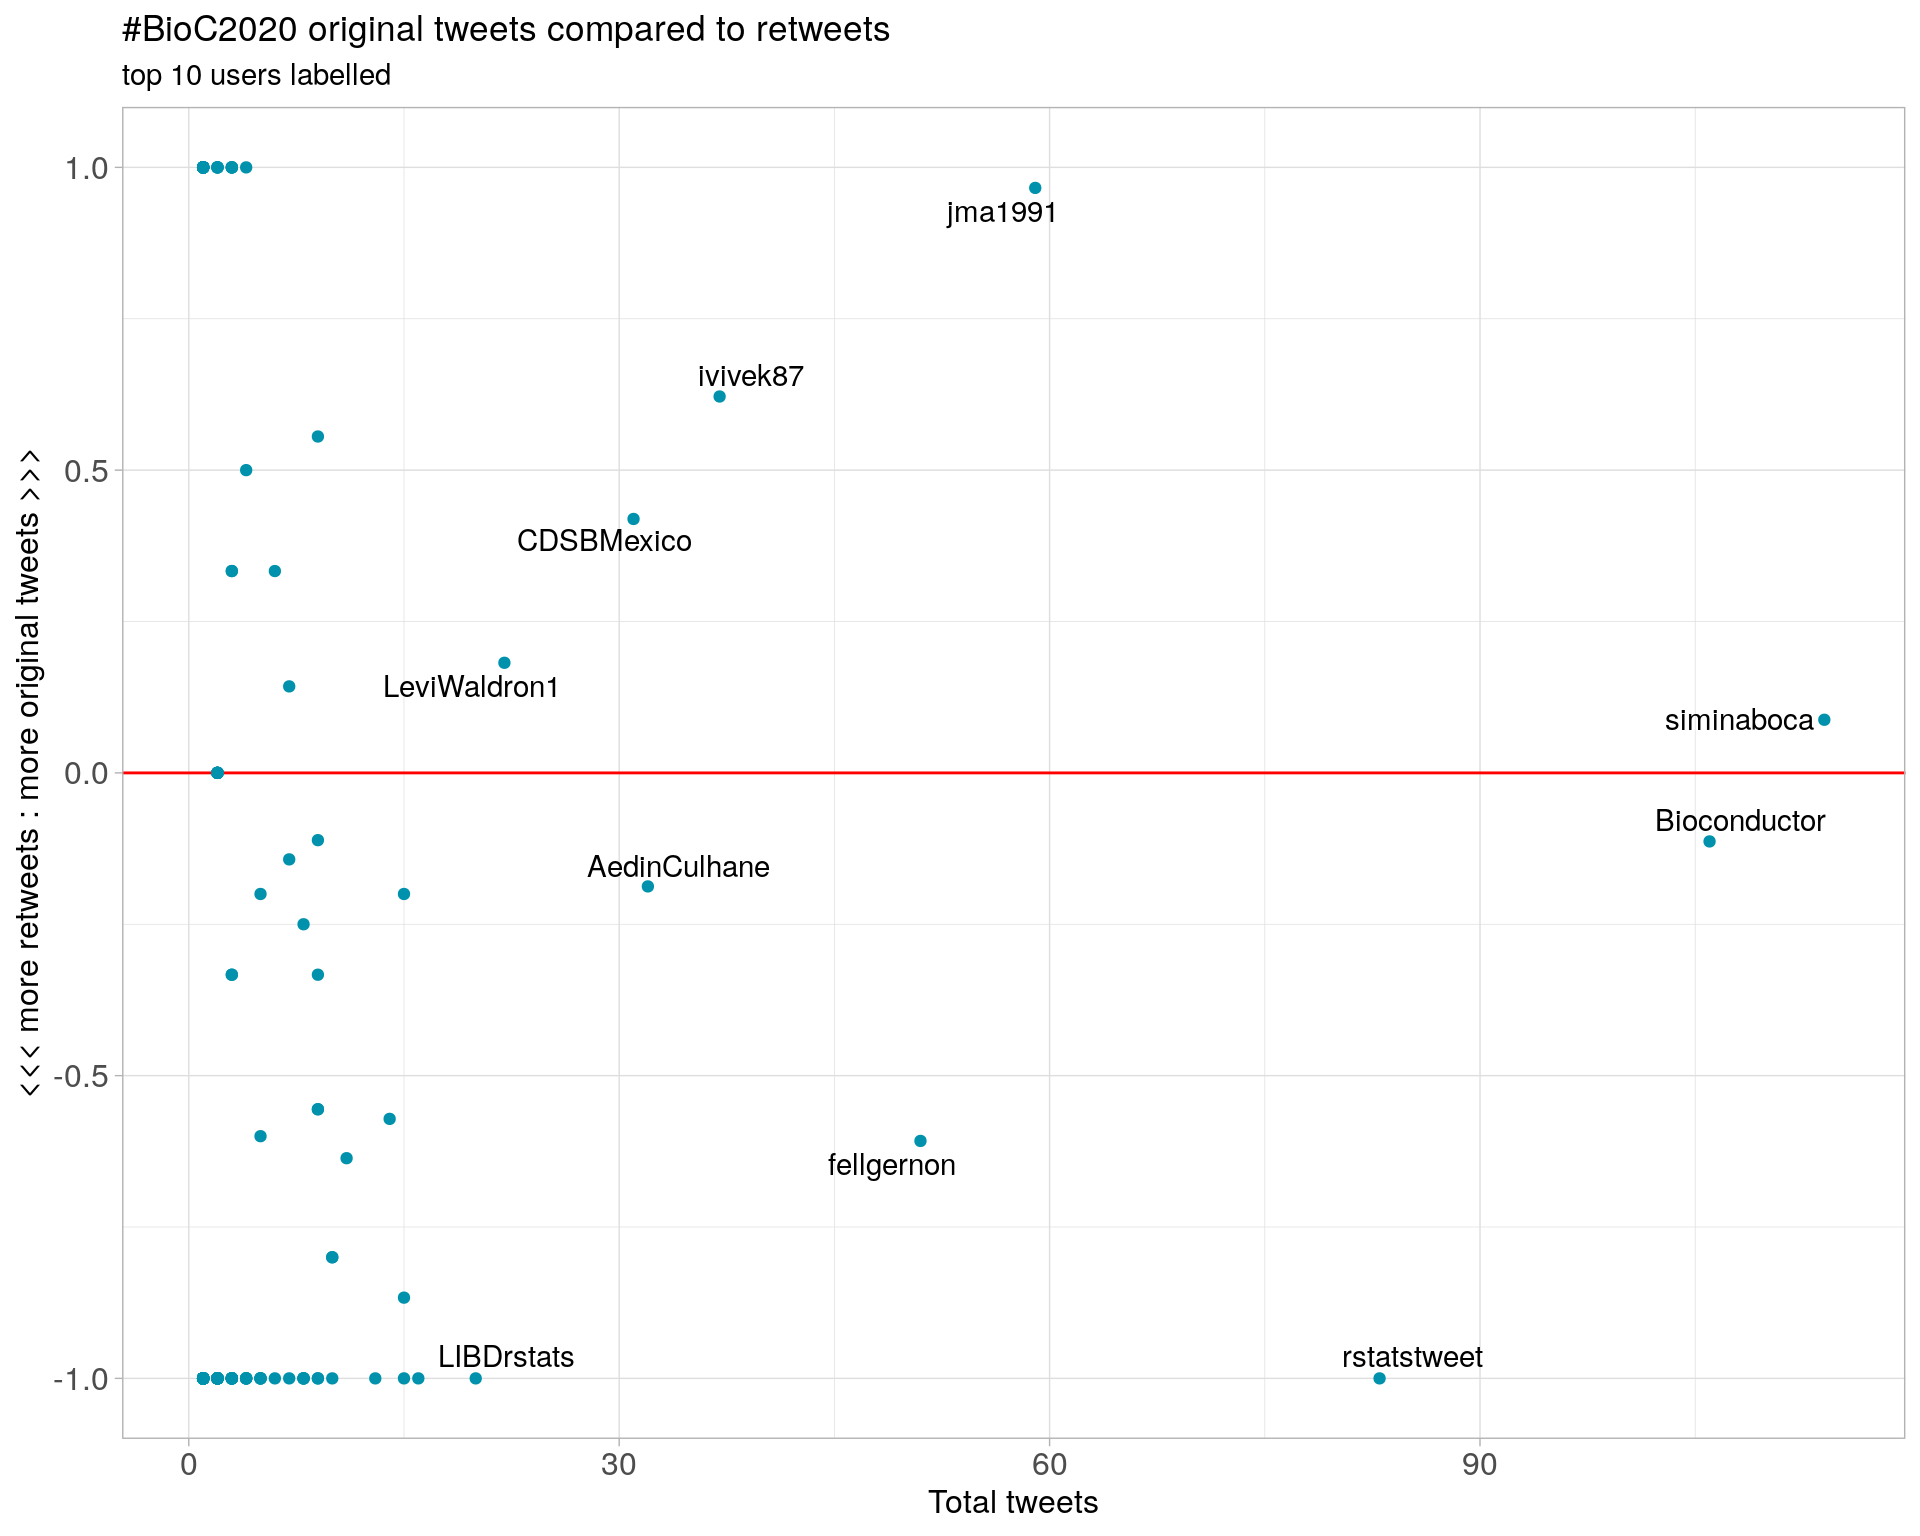 #BioC2020 original tweets compared to retweets
top 10 users labelled
<<< more retweets : more original tweets >>>
1.0
0.5
0.0
-0.5
-1.0
jma1991
ivivek87
CDSBMexico
LeviWaldron1
siminaboca
Bioconductor
AedinCulhane
fellgernon
LIBDrstats
rstatstweet
0
30
60
90
Total tweets